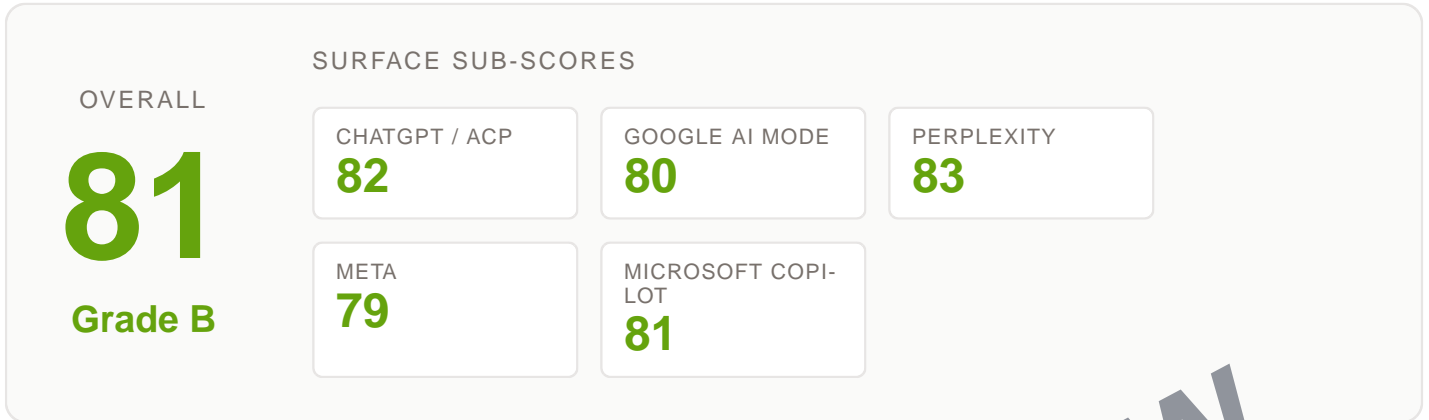 SURFACE SUB-SCORES
OVERALL
81
Grade B
CHATGPT / ACP
82
GOOGLE AI MODE
80
PERPLEXITY
83
META
79
MICROSOFT COPI-
LOT
81